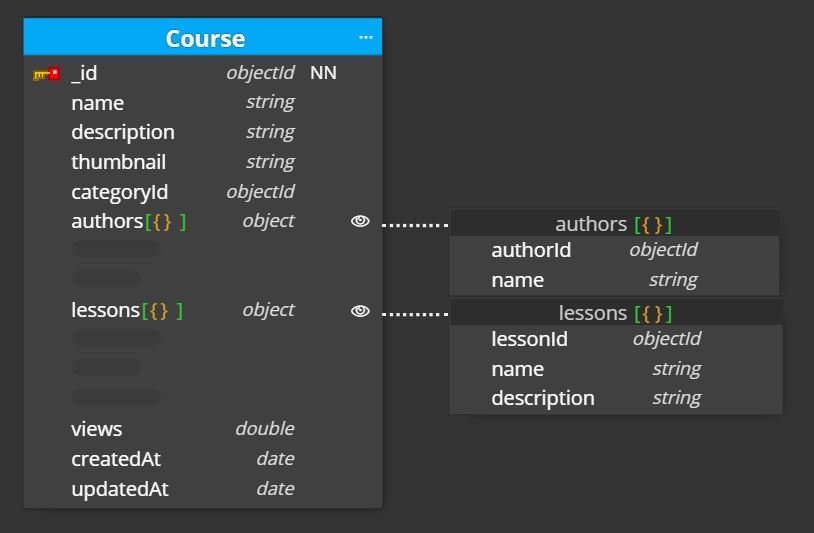 Course ...
_id objectId NN
name string
description string
thumbnail string
categoryId objectId
authors[{} ] object
lessons[{} ] object
views double
createdAt date
updatedAt date
authors [{ }]
authorId objectId
name string
lessons [{ }]
lessonId objectId
name string
description string